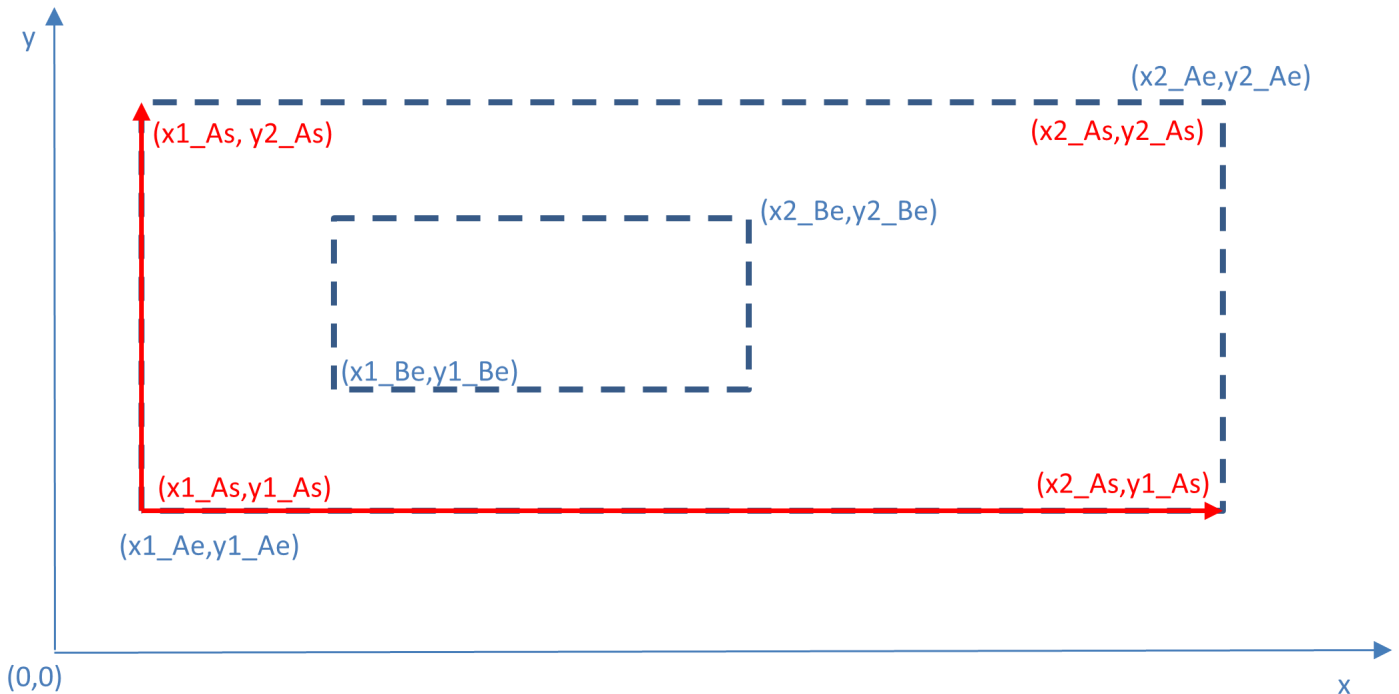 y
(x2_Ae,y2_Ae)
(x1_As, y2_As)
(x2_As,y2_As)
(x2_Be,y2_Be)
(x1_Be,y1_Be)
(x1_As,y1_As)
(x2_As,y1_As)
(x1_Ae,y1_Ae)
(0,0)
x